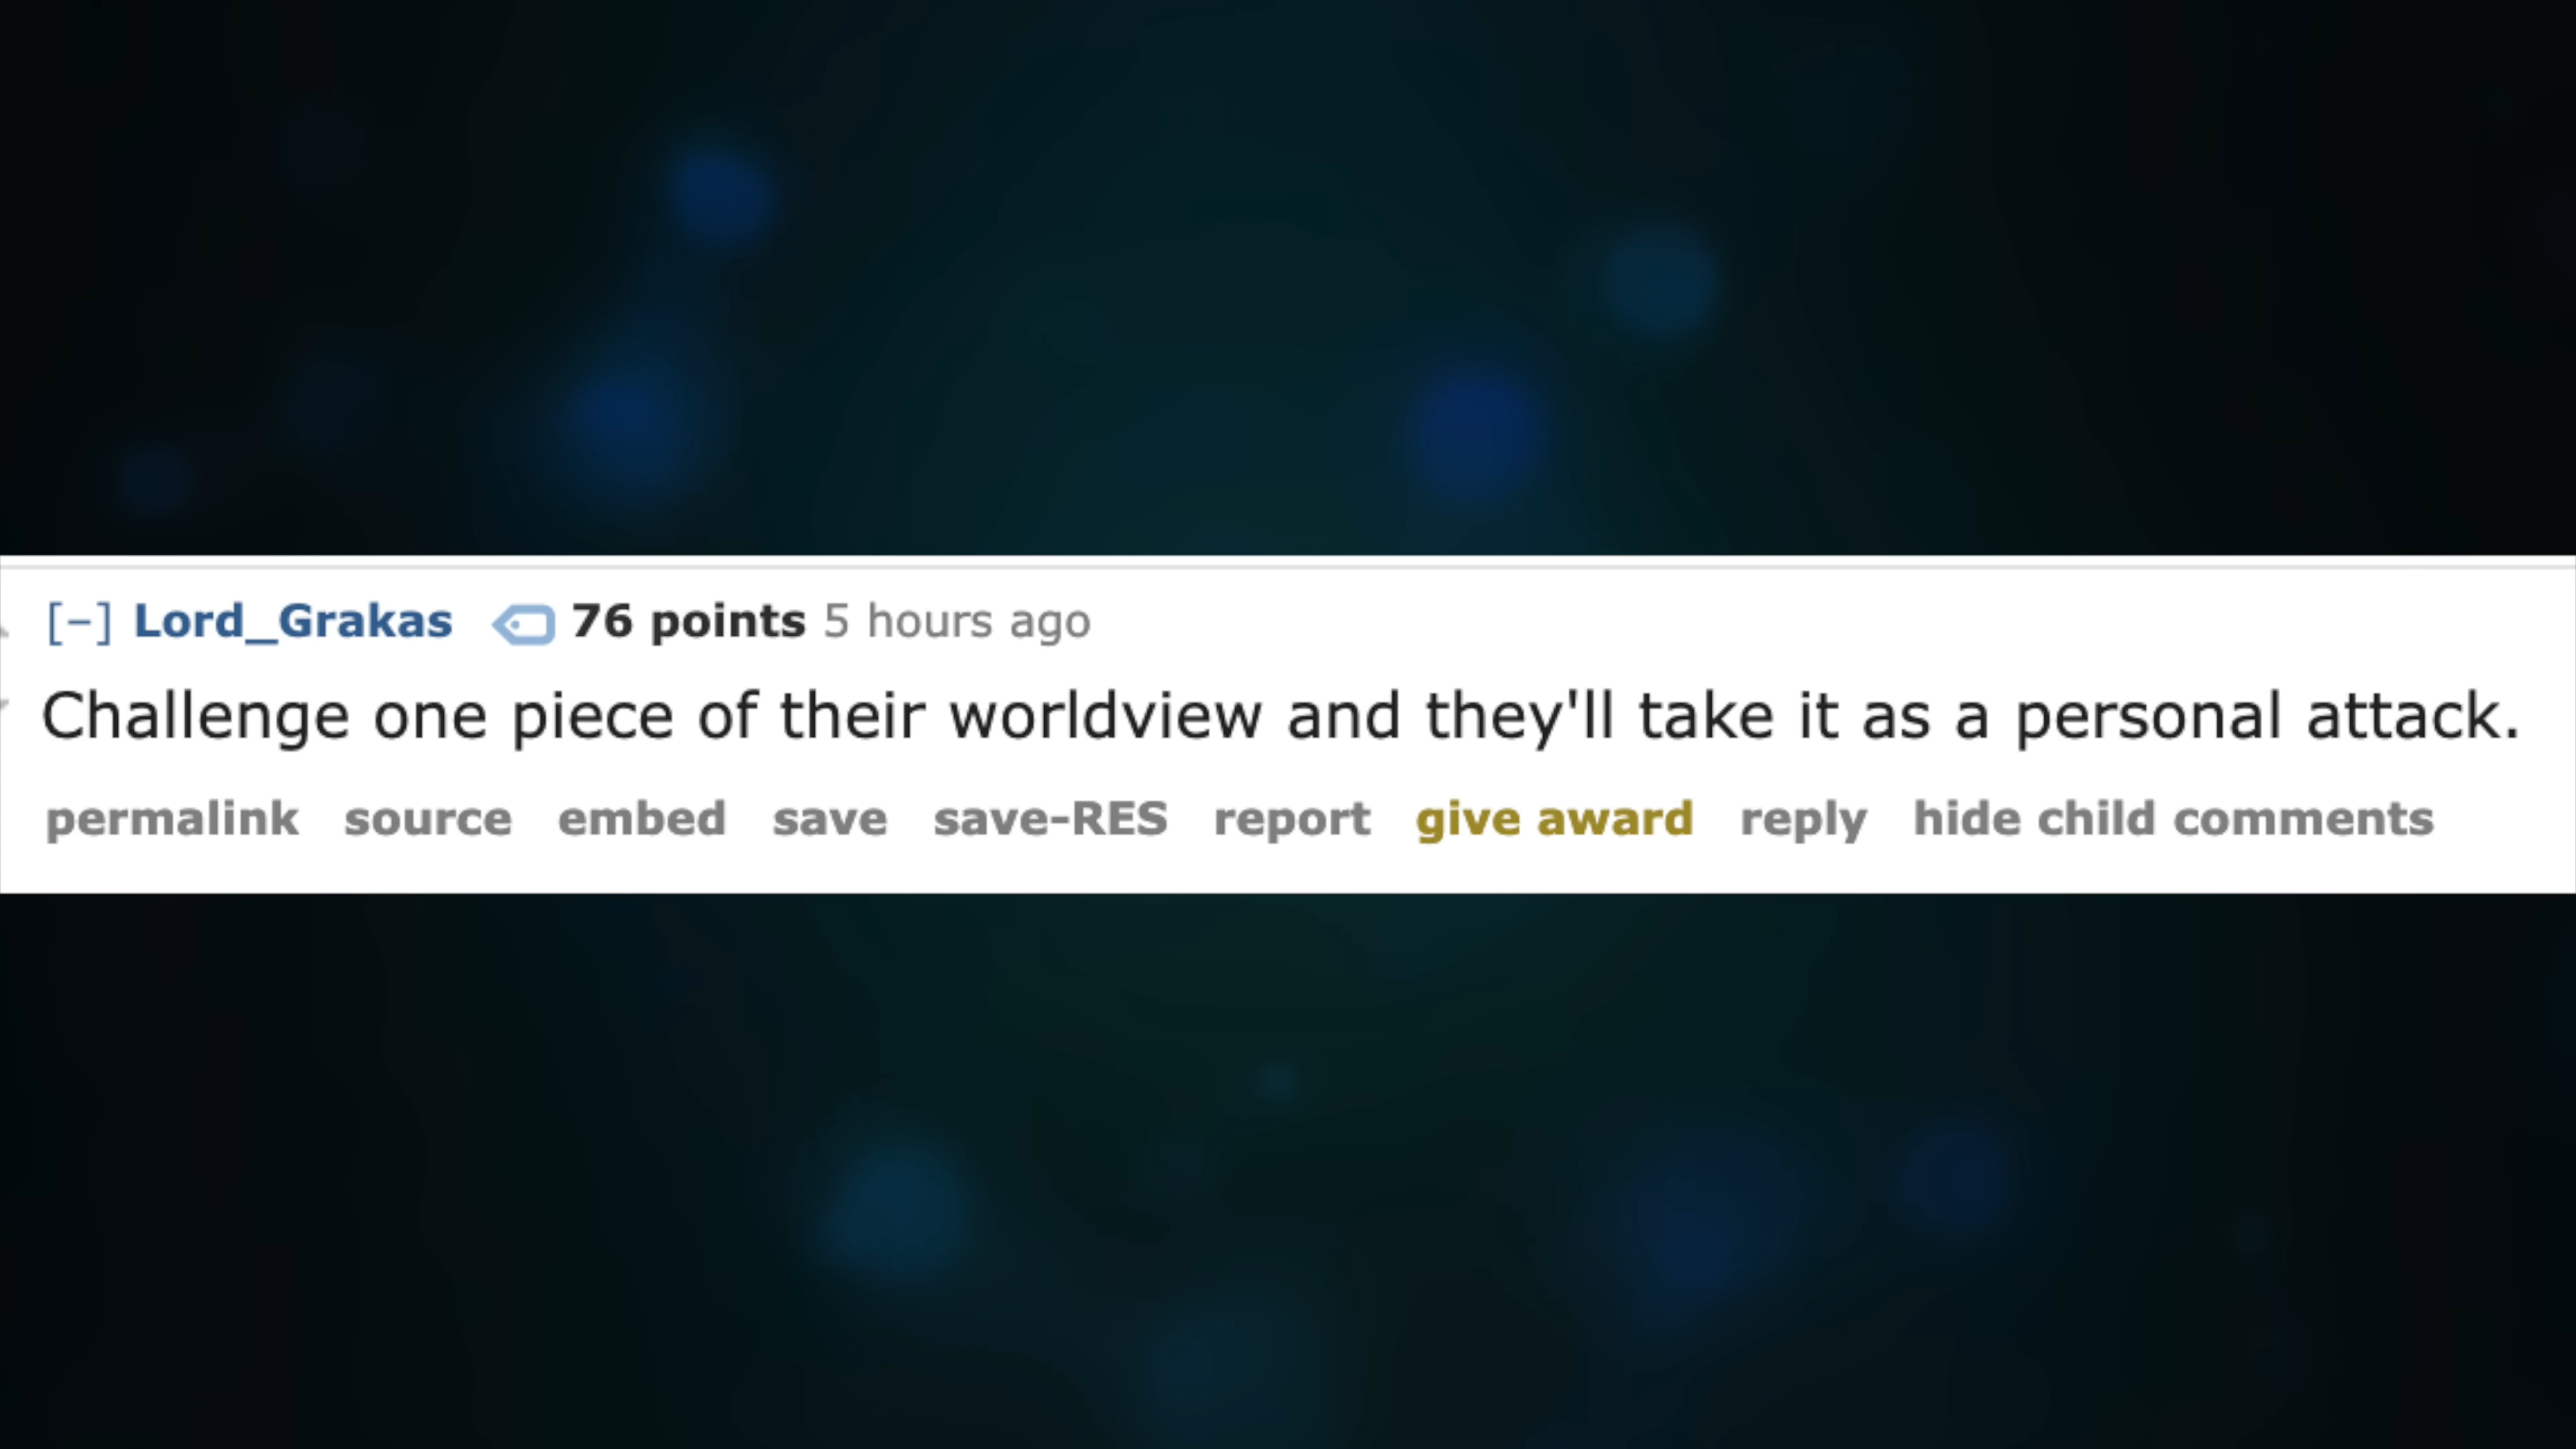 [−] Lord_Grakas 76 points 5 hours ago
Challenge one piece of their worldview and they'll take it as a personal attack.
permalink source embed save save-RES report give award reply hide child comments